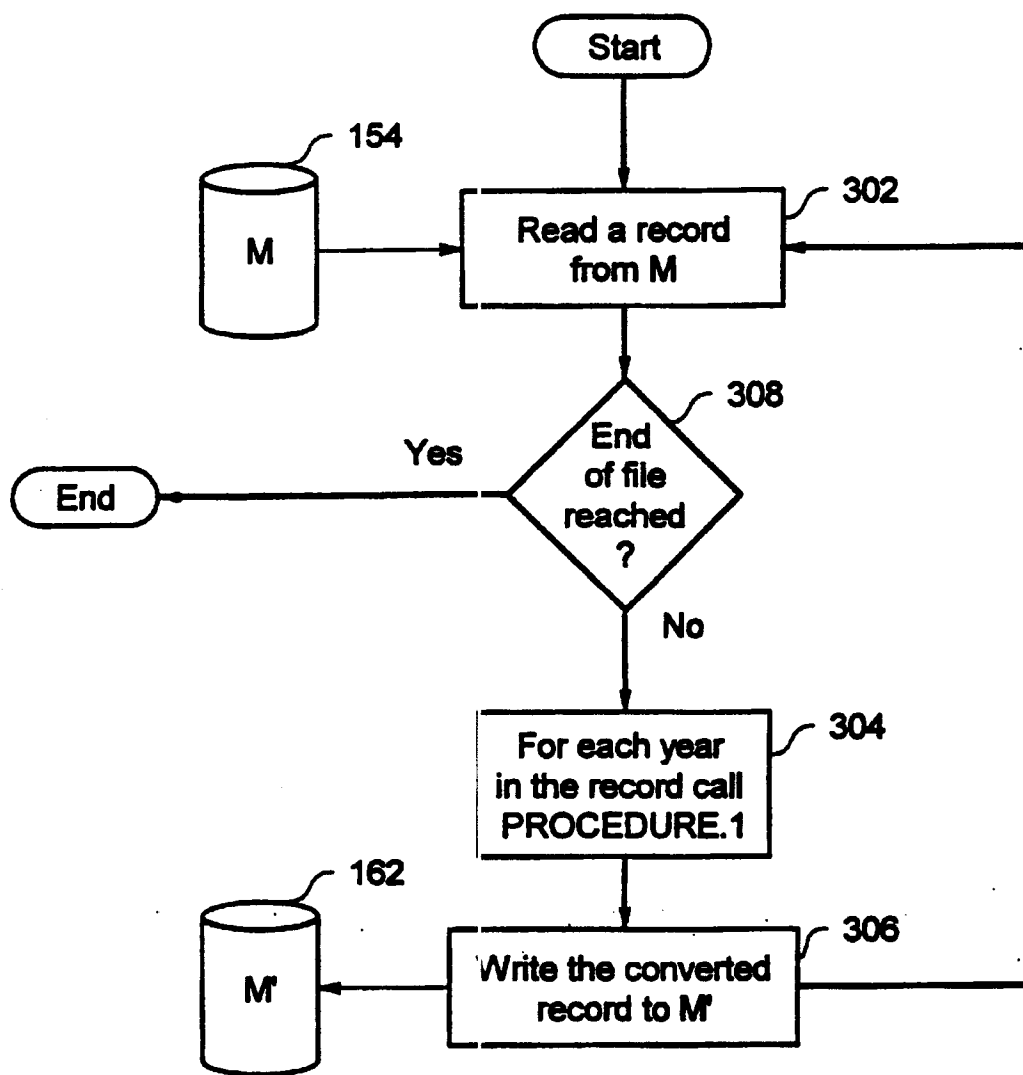 Start
154
302
M
Read a record
from M
308
End
of file
reached
?
Yes
End
No
304
For each year
in the record call
PROCEDURE.1
162
306
M'
Write the converted
record to M'